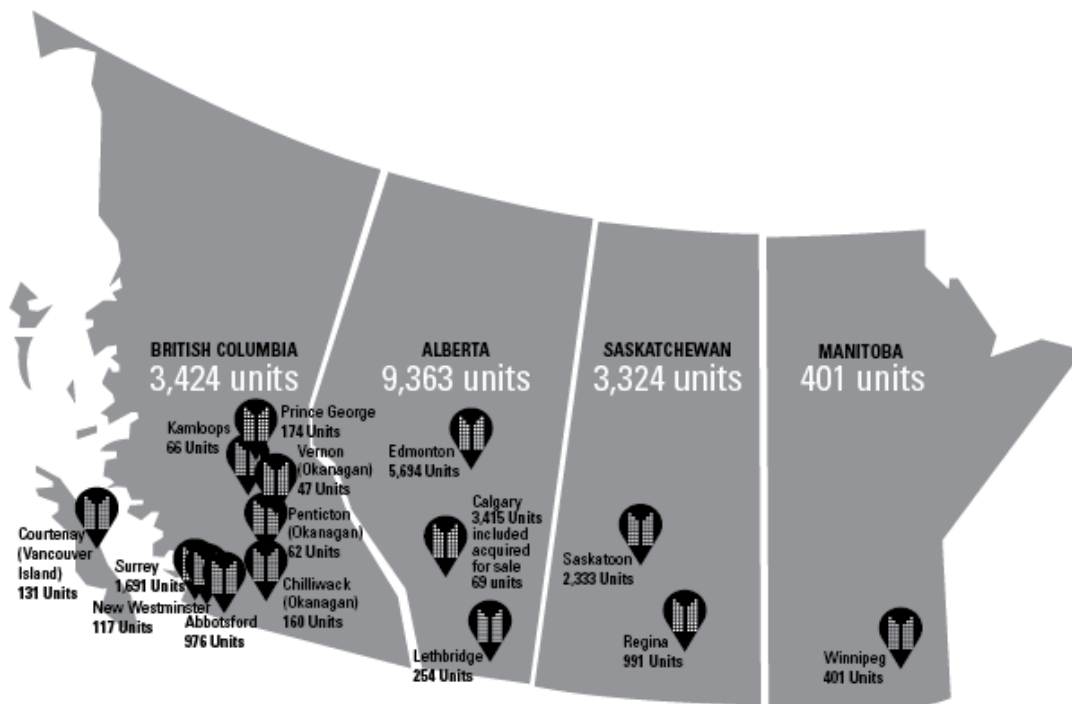 BRITISH COLUMBIA
3,424 units
ALBERTA
9,363 units
SASKATCHEWAN
3,324 units
MANITOBA
401 units
Prince George
174 Units
Kamloops
66 Units
Vernon
(Okanagan)
47 Units
Penticton
(Okanagan)
62 Units
Courtenay
(Vancouver
Island)
131 Units
Surrey
1,691 Units
New Westminster
117 Units
Abbotsford
976 Units
Chilliwack
(Okanagan)
160 Units
Edmonton
5,694 Units
Calgary
3,415 Units
included
acquired
for sale
69 units
Lethbridge
254 Units
Saskatoon
2,333 Units
Regina
991 Units
Winnipeg
401 Units